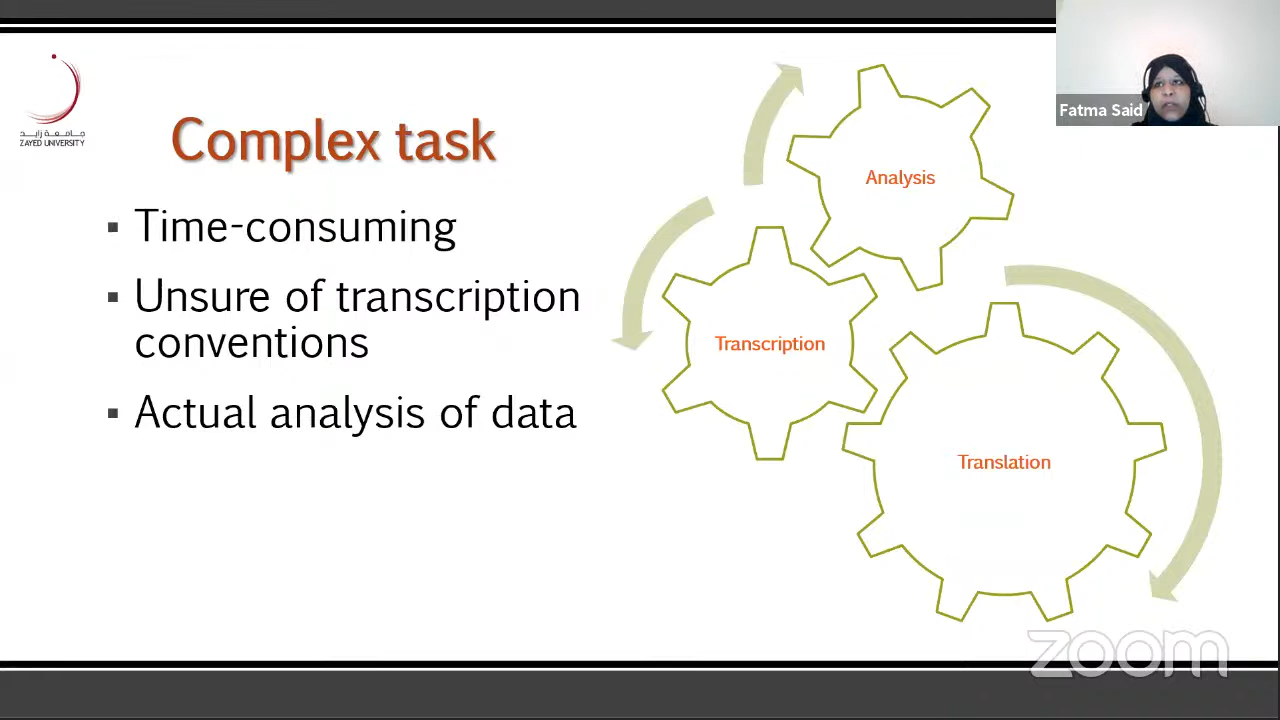 جامعة زايد
ZAYED UNIVERSITY
Complex task
▪ Time-consuming
▪ Unsure of transcription
conventions
▪ Actual analysis of data
Analysis
Transcription
Translation
Fatma Said
zoom